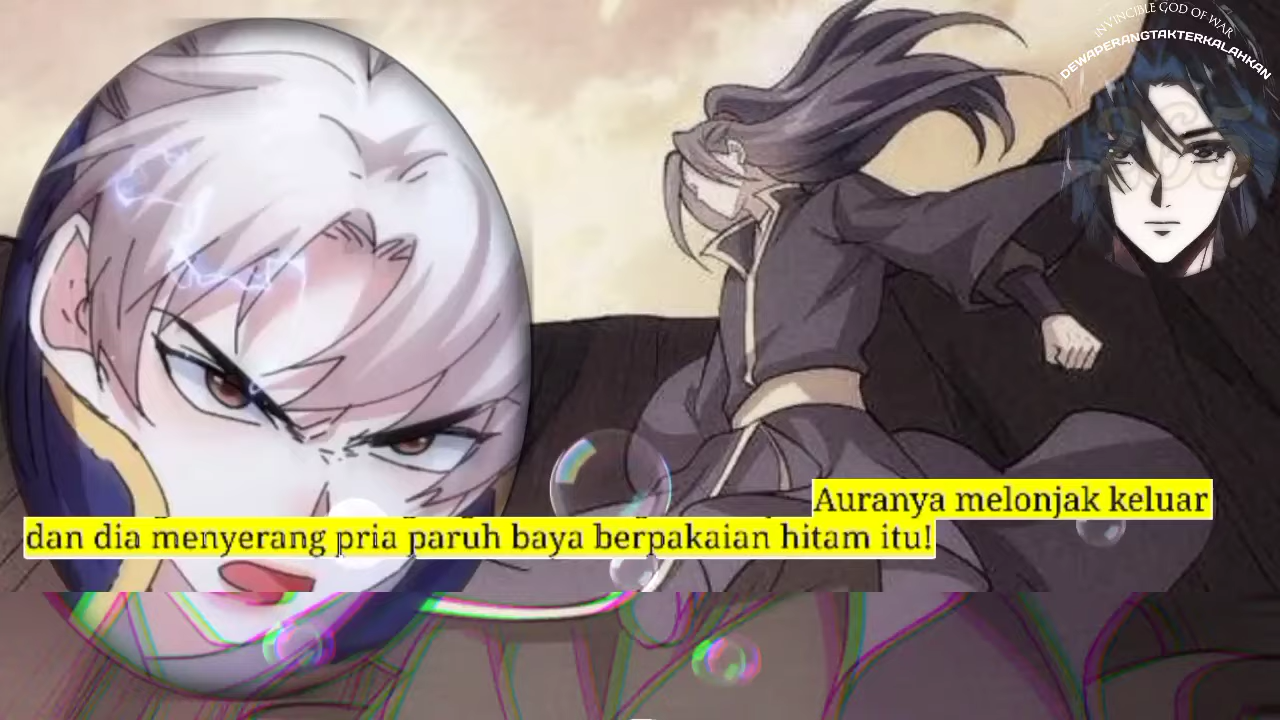 INVINCIBLE GOD OF WAR
DEWAPERANGTAKTERKALAHKAN
Auranya melonjak keluar
dan dia menyerang pria paruh baya berpakaian hitam itu!